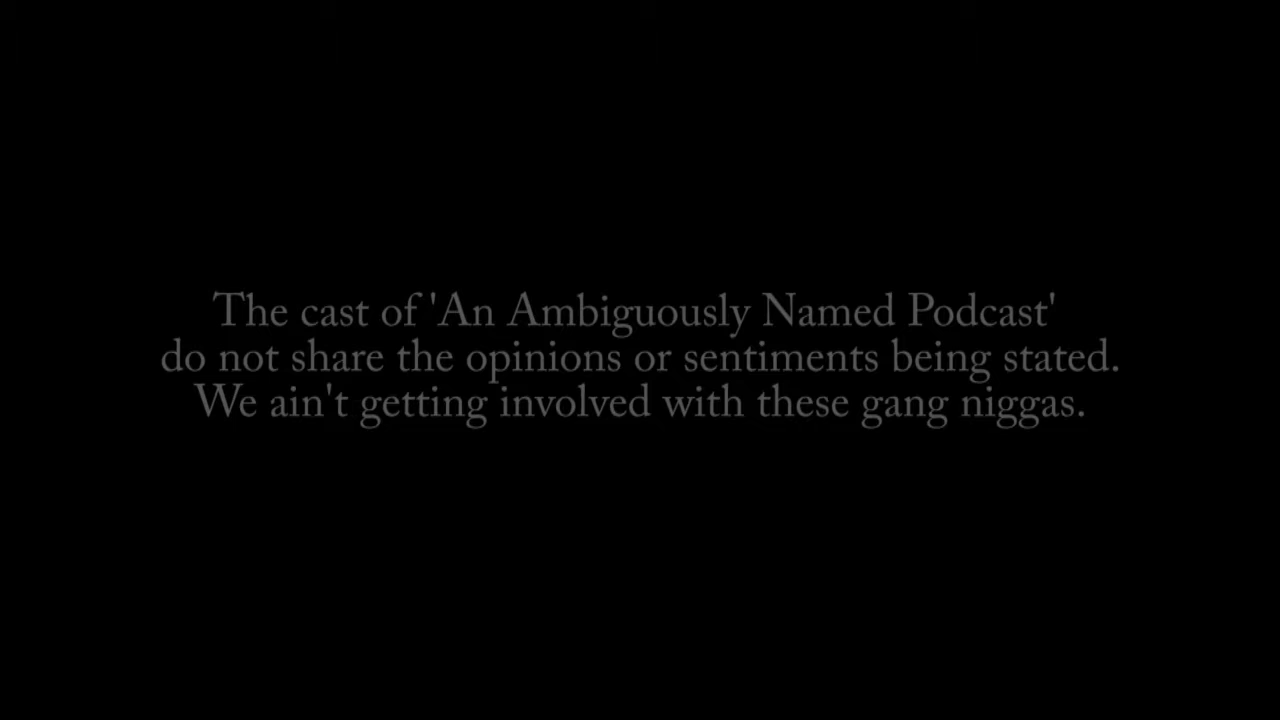 The cast of 'An Ambiguously Named Podcast'
do not share the opinions or sentiments being stated.
We ain't getting involved with these gang niggas.